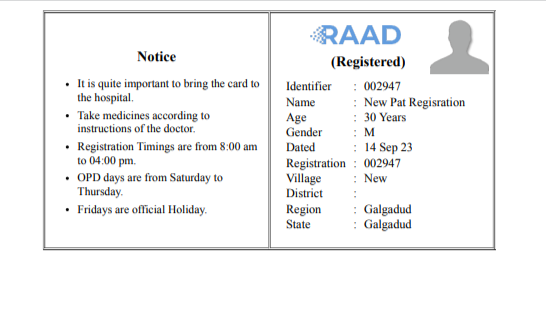 Notice
• It is quite important to bring the card to
the hospital.
• Take medicines according to
instructions of the doctor.
• Registration Timings are from 8:00 am
to 04:00 pm.
• OPD days are from Saturday to
Thursday.
• Fridays are official Holiday.
RAAD
(Registered)
Identifier : 002947
Name : New Pat Regisration
Age : 30 Years
Gender : M
Dated : 14 Sep 23
Registration : 002947
Village : New
District :
Region : Galgadud
State : Galgadud